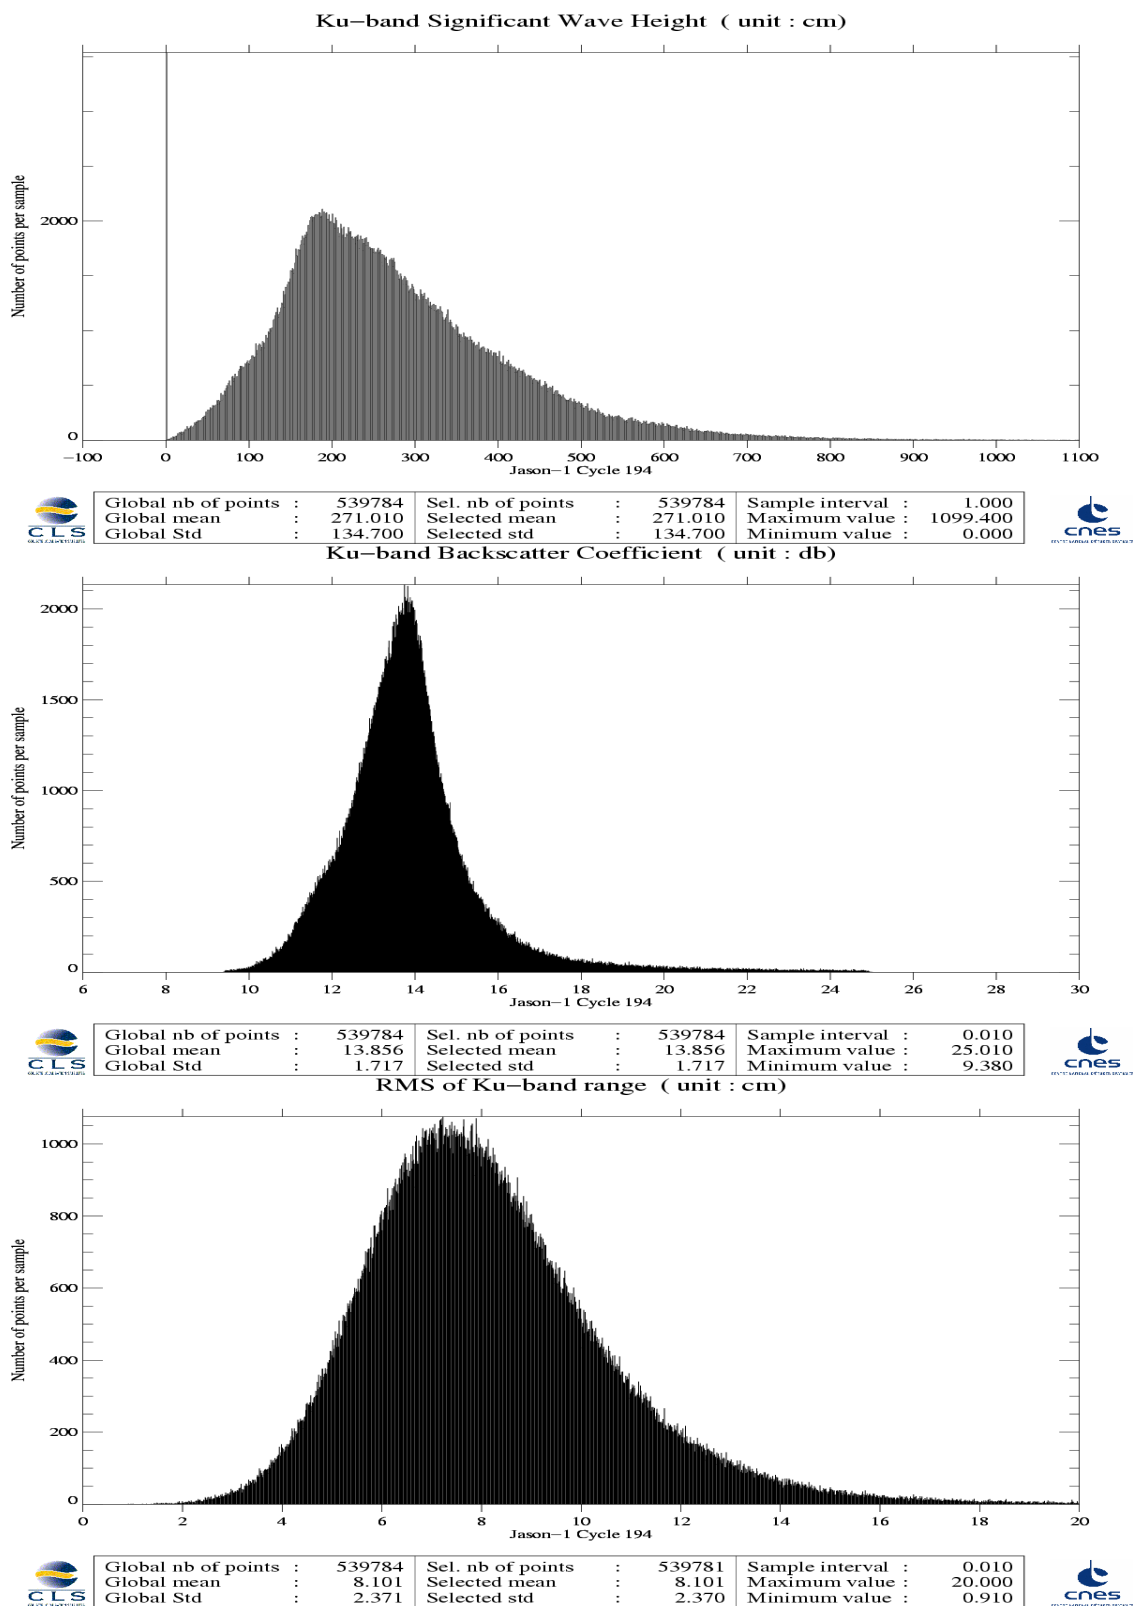 Ku-band Significant Wave Height ( unit : cm)
Number of points per sample
2000
0
-100 0 100 200 300 400 500 600 700 800 900 1000 1100
Jason-1 Cycle 194
CLS
Global nb of points : 539784 Sel. nb of points : 539784 Sample interval : 1.000
Global mean : 271.010 Selected mean : 271.010 Maximum value : 1099.400
Global Std : 134.700 Selected std : 134.700 Minimum value : 0.000
cnes
Ku-band Backscatter Coefficient ( unit : db)
Number of points per sample
2000
1500
1000
500
0
6 8 10 12 14 16 18 20 22 24 26 28 30
Jason-1 Cycle 194
CLS
Global nb of points : 539784 Sel. nb of points : 539784 Sample interval : 0.010
Global mean : 13.856 Selected mean : 13.856 Maximum value : 25.010
Global Std : 1.717 Selected std : 1.717 Minimum value : 9.380
cnes
RMS of Ku-band range ( unit : cm)
Number of points per sample
1000
800
600
400
200
0
0 2 4 6 8 10 12 14 16 18 20
Jason-1 Cycle 194
CLS
Global nb of points : 539784 Sel. nb of points : 539781 Sample interval : 0.010
Global mean : 8.101 Selected mean : 8.101 Maximum value : 20.000
Global Std : 2.371 Selected std : 2.370 Minimum value : 0.910
cnes